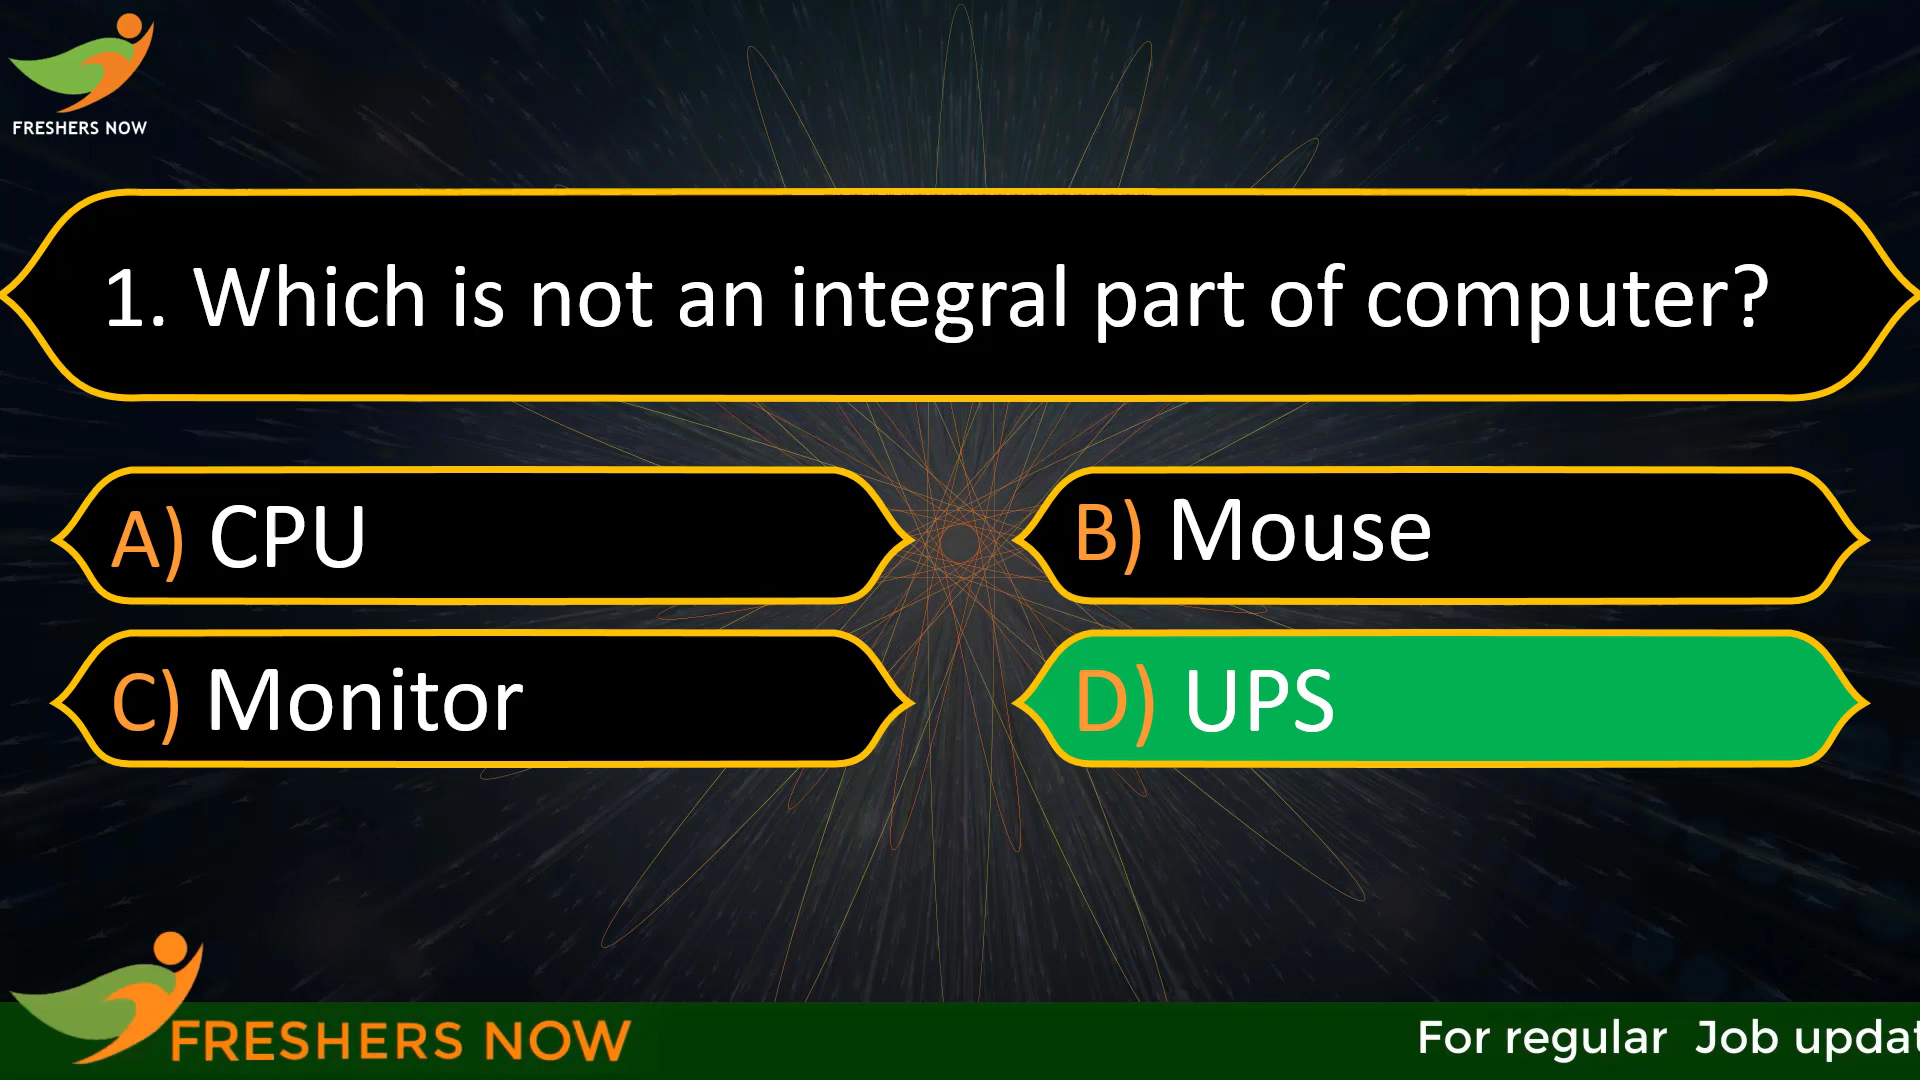 FRESHERS NOW
1. Which is not an integral part of computer?
A) CPU
B) Mouse
C) Monitor
D) UPS
FRESHERS NOW
For regular Job updat